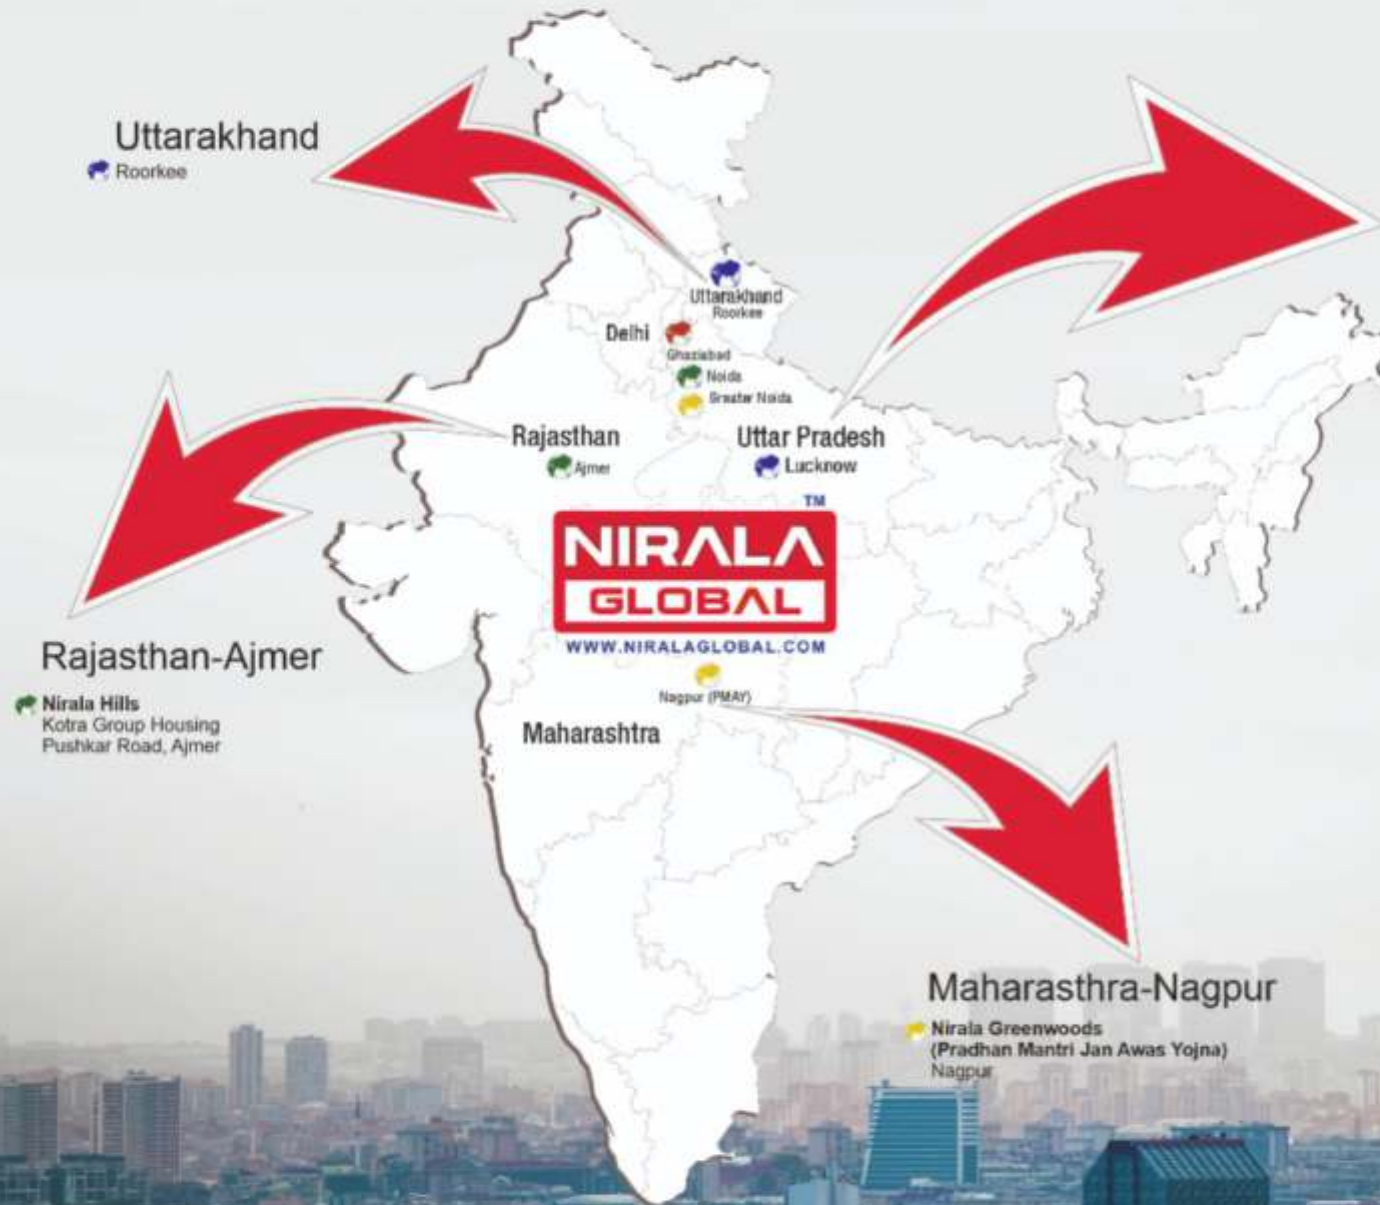 Uttarakhand
Roorkee
Uttarakhand
Roorkee
Delhi
Ghaziabad
Noida
Greater Noida
Rajasthan
Ajmer
Uttar Pradesh
Lucknow
TM
NIRALA
GLOBAL
WWW.NIRALAGLOBAL.COM
Nagpur (PMAY)
Maharashtra
Rajasthan-Ajmer
Nirala Hills
Kotra Group Housing
Pushkar Road, Ajmer
Maharasthra-Nagpur
Nirala Greenwoods
(Pradhan Mantri Jan Awas Yojna)
Nagpur